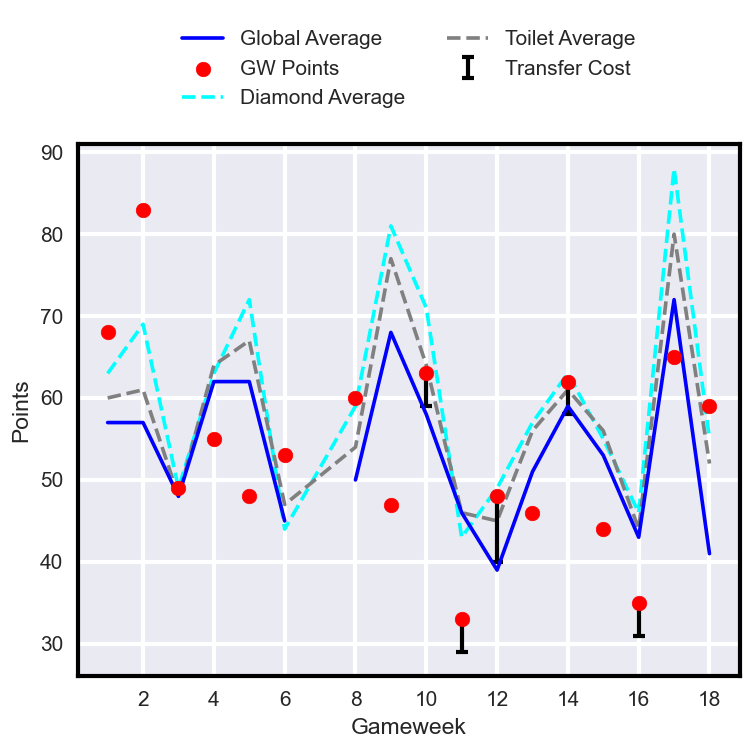 Global Average
GW Points
Diamond Average
Toilet Average
Transfer Cost
90
80
70
60
50
40
30
Points
2 4 6 8 10 12 14 16 18
Gameweek